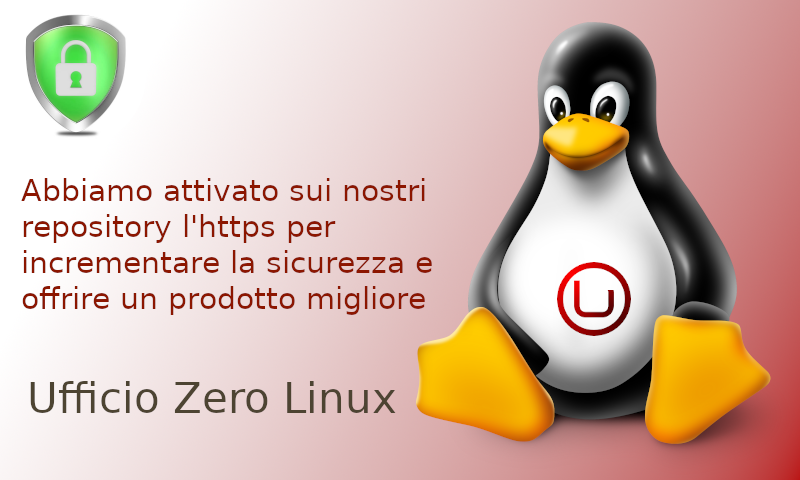 Abbiamo attivato sui nostri
repository l'https per
incrementare la sicurezza e
offrire un prodotto migliore
Ufficio Zero Linux